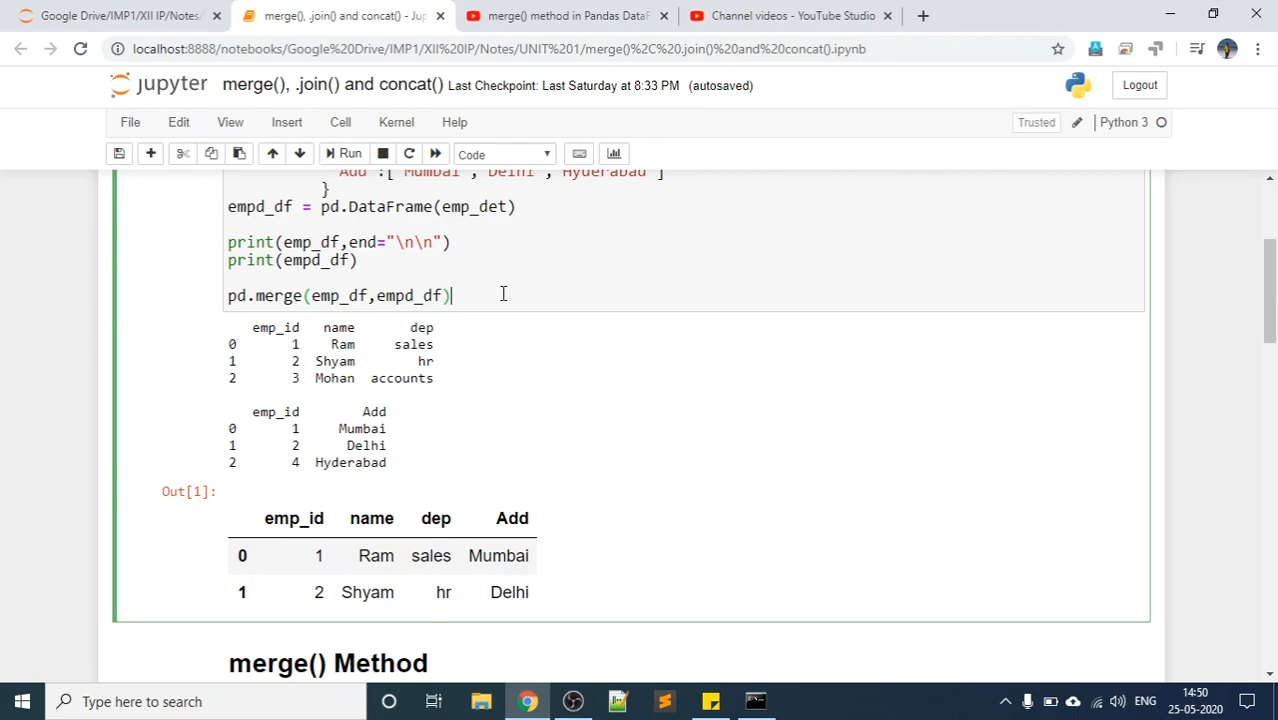 Google Drive/IMP1/XII IP/Notes/
merge(), .join() and concat() - Jup
merge() method in Pandas DataF
Channel videos - YouTube Studio
localhost:8888/notebooks/Google%20Drive/IMP1/XII%20IP/Notes/UNIT%201/merge()%2C%20.join()%20and%20concat().ipynb
jupyter merge(), .join() and concat() Last Checkpoint: Last Saturday at 8:33 PM (autosaved)
Logout
File Edit View Insert Cell Kernel Help
Trusted Python 3
Run Code
'Add':['Mumbai','Delhi','Hyderabad']
}
empd_df = pd.DataFrame(emp_det)
print(emp_df,end="\n\n")
print(empd_df)
pd.merge(emp_df,empd_df)
emp_id name dep
0 1 Ram sales
1 2 Shyam hr
2 3 Mohan accounts
emp_id Add
0 1 Mumbai
1 2 Delhi
2 4 Hyderabad
Out[1]:
emp_id name dep Add
0 1 Ram sales Mumbai
1 2 Shyam hr Delhi
merge() Method
Type here to search
ENG
14:50
25-05-2020